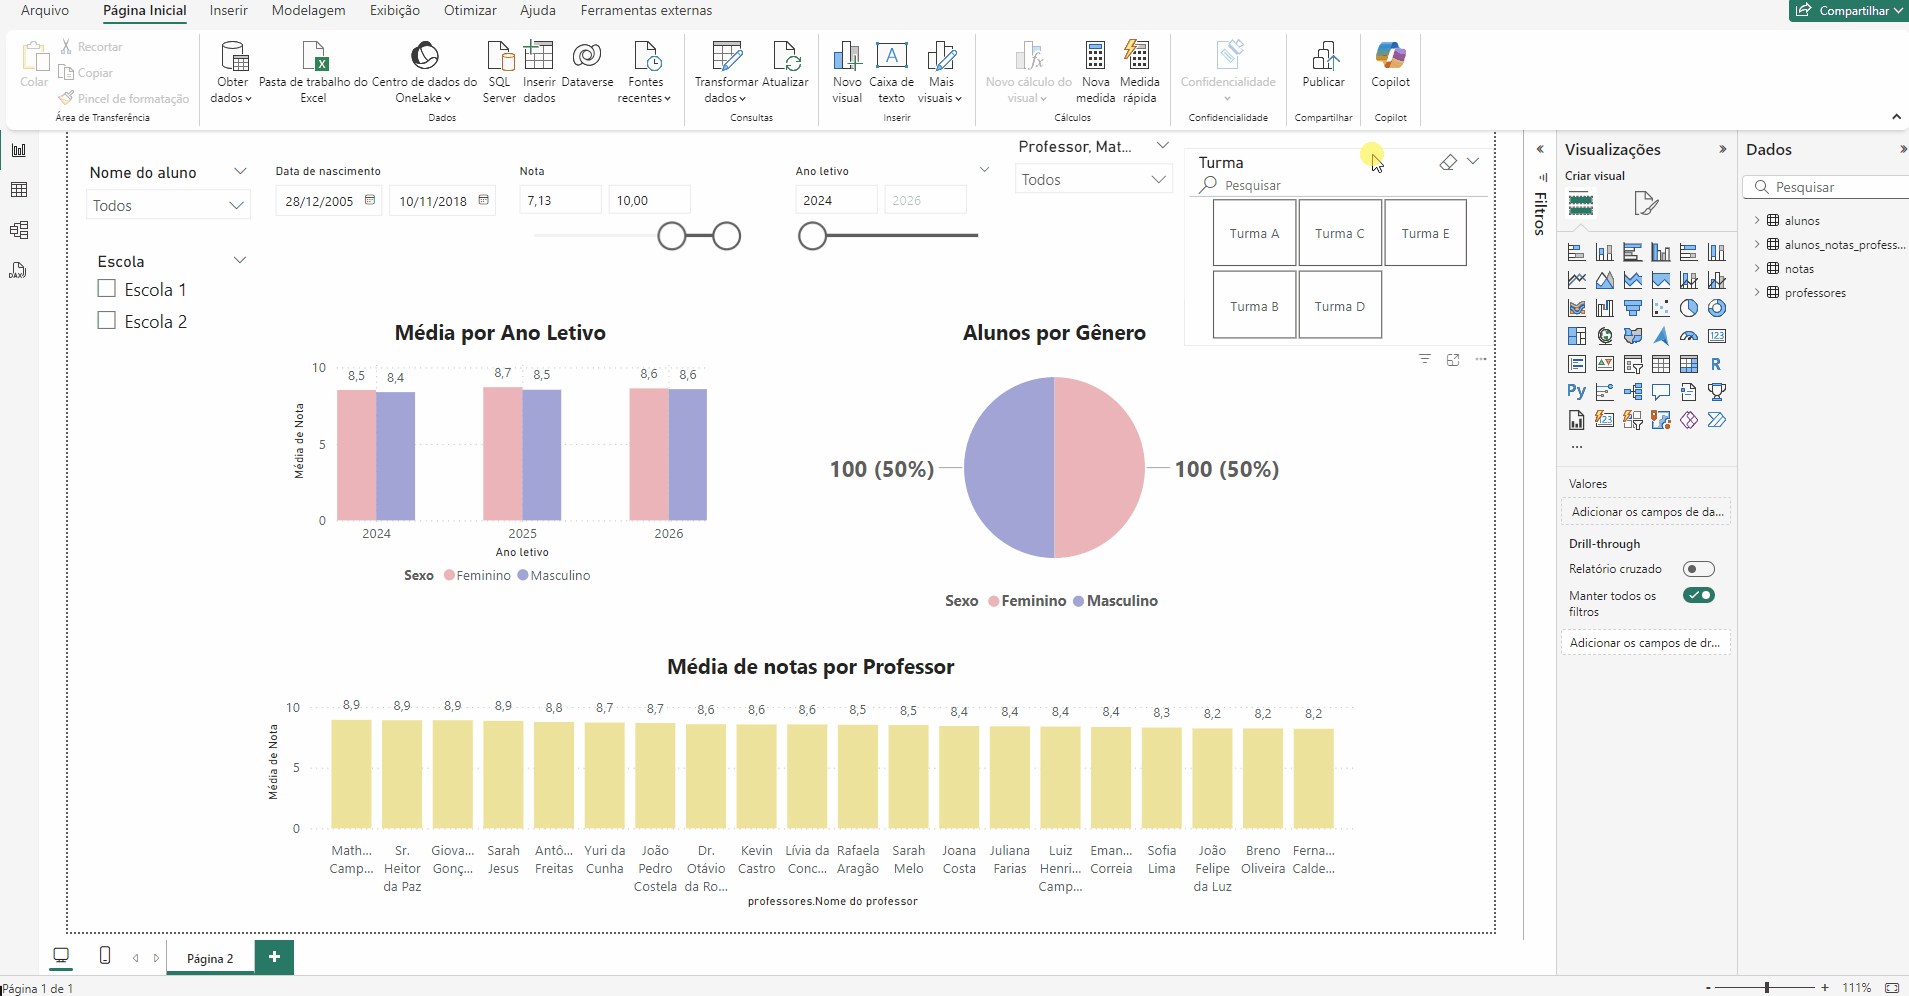 Arquivo Página Inicial Inserir Modelagem Exibição Otimizar Ajuda Ferramentas externas Compartilhar
Colar
Recortar
Copiar
Pincel de formatação
Área de Transferência
Obter dados
Pasta de trabalho do Excel
Centro de dados do OneLake
SQL Server
Inserir dados
Dataverse
Fontes recentes
Dados
Transformar dados
Atualizar
Consultas
Novo visual
Caixa de texto
Mais visuais
Inserir
Novo cálculo do visual
Nova medida
Medida rápida
Cálculos
Confidencialidade
Confidencialidade
Publicar
Compartilhar
Copilot
Copilot
Nome do aluno
Todos
Data de nascimento
28/12/2005 10/11/2018
Nota
7,13 10,00
Ano letivo
2024 2026
Professor, Mat...
Todos
Turma
Pesquisar
Turma A Turma C Turma E
Turma B Turma D
Escola
Escola 1
Escola 2
Média por Ano Letivo
Média de Nota
10
5
0
8,5 8,4 8,7 8,5 8,6 8,6
2024 2025 2026
Ano letivo
Sexo Feminino Masculino
Alunos por Gênero
100 (50%) 100 (50%)
Sexo Feminino Masculino
Média de notas por Professor
Média de Nota
10
5
0
8,9 8,9 8,9 8,9 8,8 8,7 8,7 8,6 8,6 8,6 8,5 8,5 8,4 8,4 8,4 8,4 8,3 8,2 8,2 8,2
Math... Sr. Giova... Sarah Antô... Yuri da João Dr. Kevin Lívia da Rafaela Sarah Joana Juliana Luiz Eman... Sofia João Breno Ferna...
Camp... Heitor Gonç... Jesus Freitas Cunha Pedro Otávio Castro Conc... Aragão Melo Costa Farias Henri... Correia Lima Felipe Oliveira Calde...
da Paz Costela da Ro... Camp... da Luz
professores.Nome do professor
Filtros
Visualizações
Criar visual
R
Py
123
...
Valores
Adicionar os campos de da...
Drill-through
Relatório cruzado
Manter todos os filtros
Adicionar os campos de dr...
Dados
Pesquisar
alunos
alunos_notas_profess...
notas
professores
DAX
Página 2
+
Página 1 de 1
- + 111%